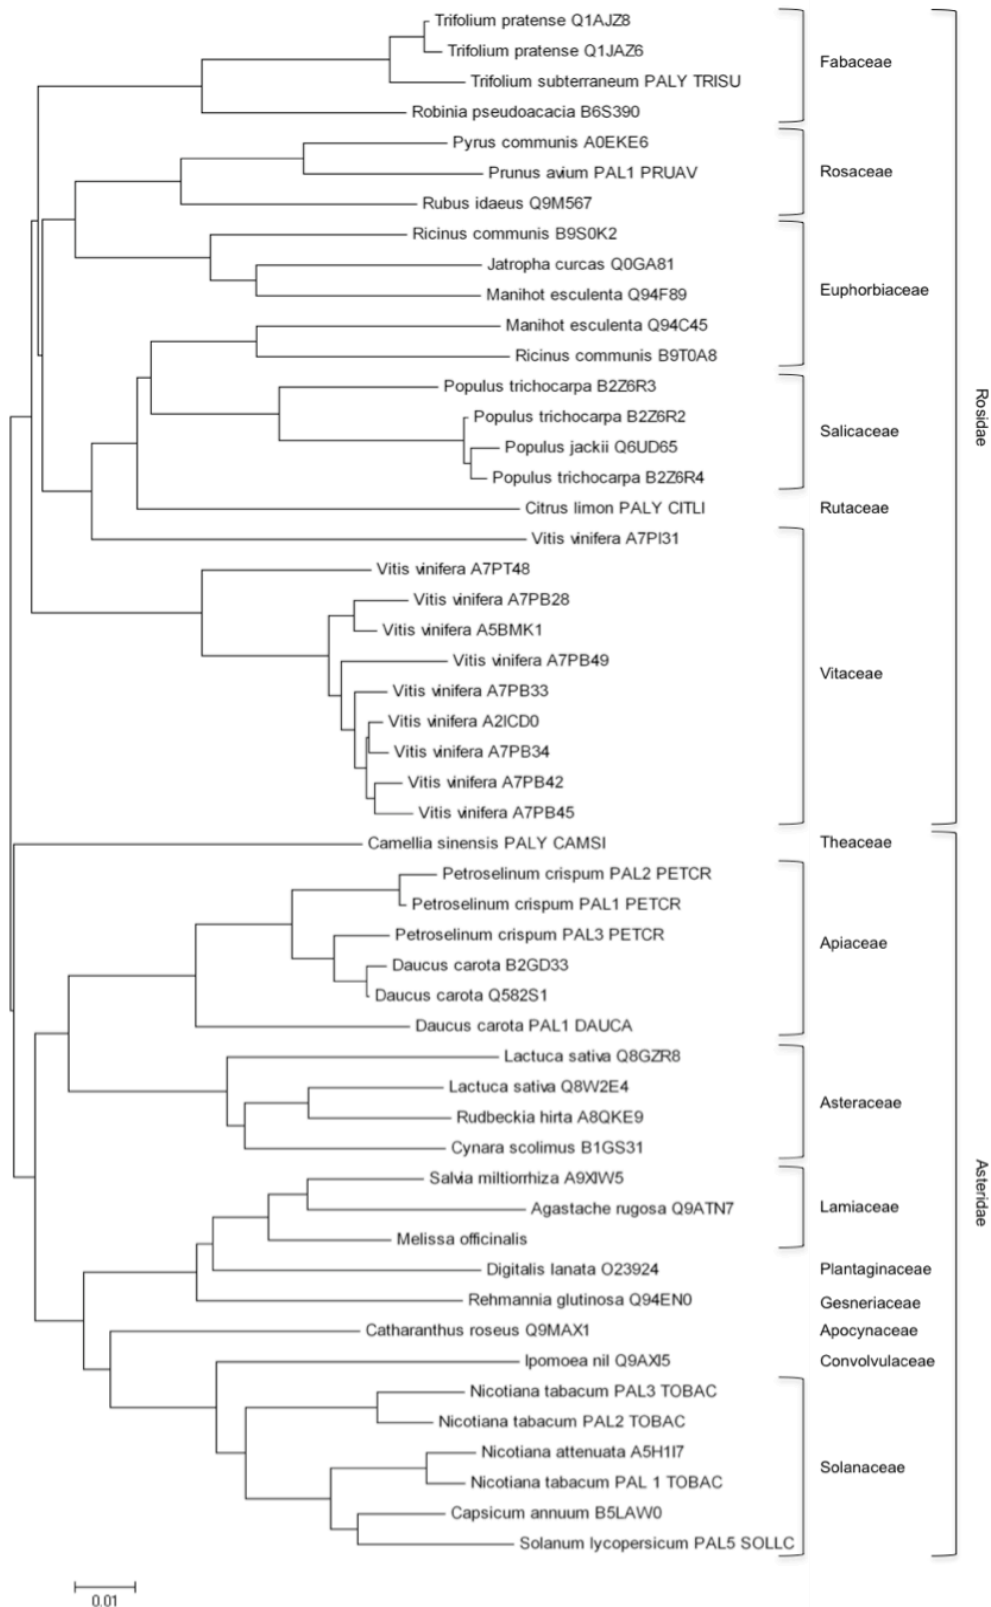 Trifolium pratense Q1AJZ8
Trifolium pratense Q1JAZ6
Trifolium subterraneum PALY TRISU
Robinia pseudoacacia B6S390
Fabaceae
Pyrus communis A0EKE6
Prunus avium PAL1 PRUAV
Rubus idaeus Q9M567
Rosaceae
Ricinus communis B9S0K2
Jatropha curcas Q0GA81
Manihot esculenta Q94F89
Manihot esculenta Q94C45
Ricinus communis B9T0A8
Euphorbiaceae
Populus trichocarpa B2Z6R3
Populus trichocarpa B2Z6R2
Populus jackii Q6UD65
Populus trichocarpa B2Z6R4
Salicaceae
Citrus limon PALY CITLI
Rutaceae
Vitis vinifera A7PI31
Vitis vinifera A7PT48
Vitis vinifera A7PB28
Vitis vinifera A5BMK1
Vitis vinifera A7PB49
Vitis vinifera A7PB33
Vitis vinifera A2ICD0
Vitis vinifera A7PB34
Vitis vinifera A7PB42
Vitis vinifera A7PB45
Vitaceae
Rosidae
Camellia sinensis PALY CAMSI
Theaceae
Petroselinum crispum PAL2 PETCR
Petroselinum crispum PAL1 PETCR
Petroselinum crispum PAL3 PETCR
Daucus carota B2GD33
Daucus carota Q582S1
Daucus carota PAL1 DAUCA
Apiaceae
Lactuca sativa Q8GZR8
Lactuca sativa Q8W2E4
Rudbeckia hirta A8QKE9
Cynara scolimus B1GS31
Asteraceae
Salvia miltiorrhiza A9XIW5
Agastache rugosa Q9ATN7
Melissa officinalis
Lamiaceae
Digitalis lanata O23924
Plantaginaceae
Rehmannia glutinosa Q94EN0
Gesneriaceae
Catharanthus roseus Q9MAX1
Apocynaceae
Ipomoea nil Q9AXI5
Convolvulaceae
Nicotiana tabacum PAL3 TOBAC
Nicotiana tabacum PAL2 TOBAC
Nicotiana attenuata A5H1I7
Nicotiana tabacum PAL 1 TOBAC
Capsicum annuum B5LAW0
Solanum lycopersicum PAL5 SOLLC
Solanaceae
Asteridae
0.01